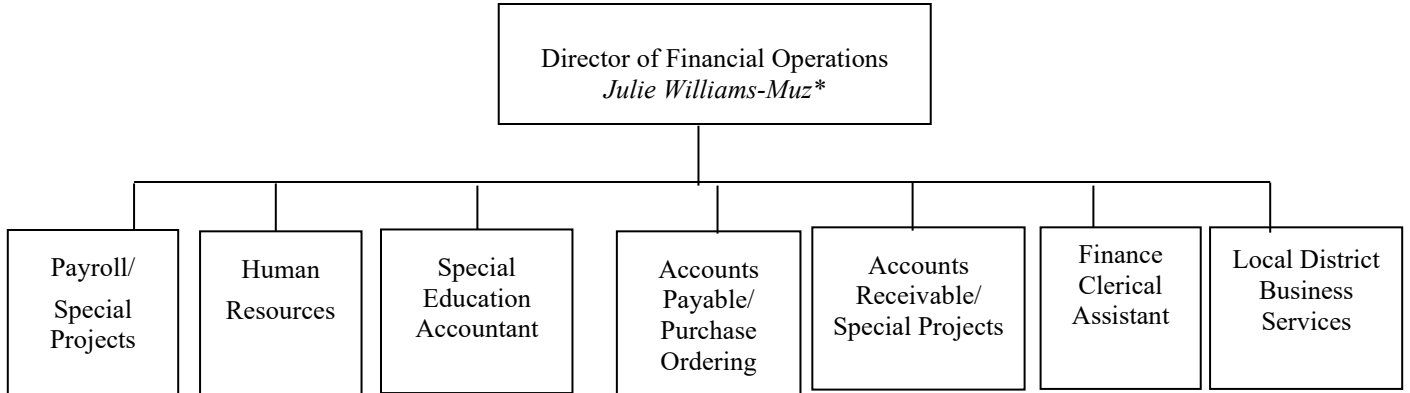 Director of Financial Operations
Julie Williams-Muz*
Payroll/
Special
Projects
Human
Resources
Special
Education
Accountant
Accounts
Payable/
Purchase
Ordering
Accounts
Receivable/
Special Projects
Finance
Clerical
Assistant
Local District
Business
Services